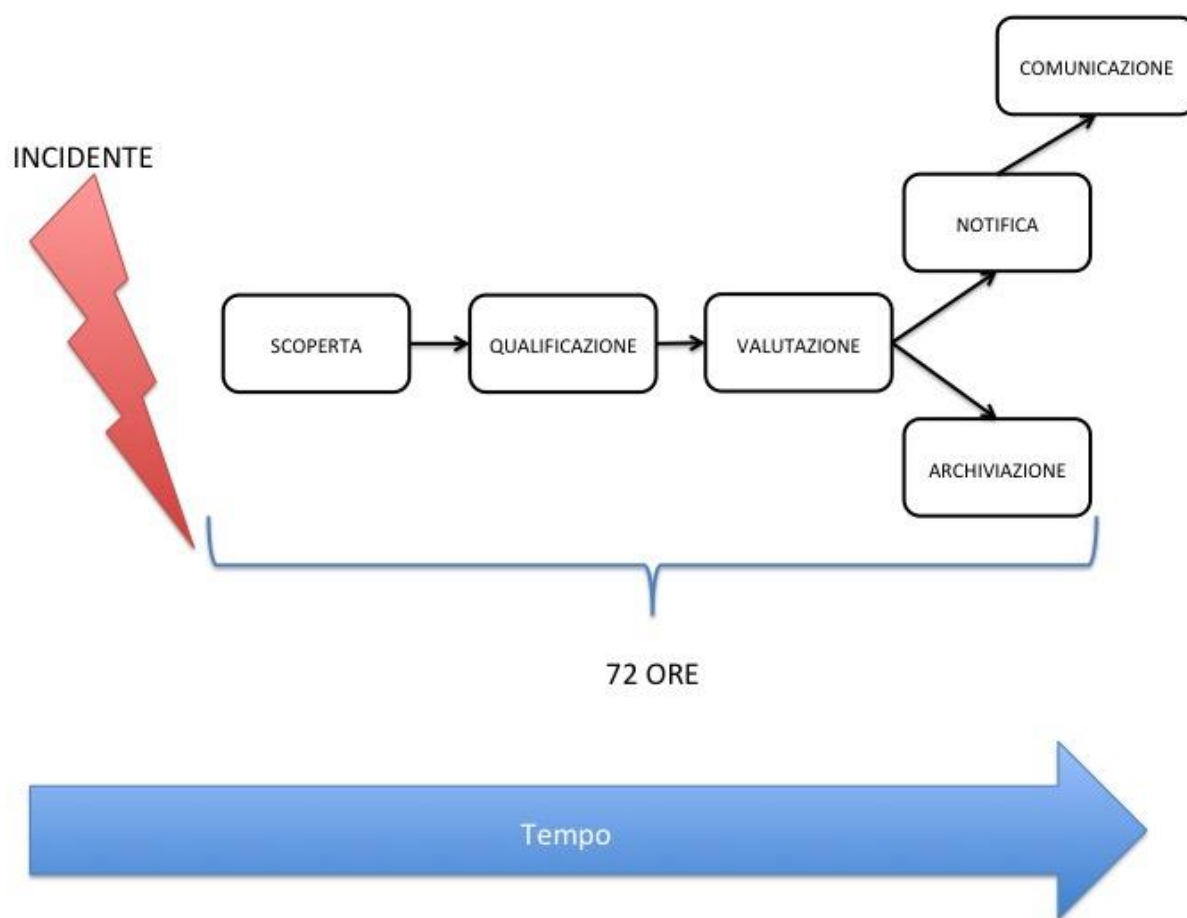 COMUNICAZIONE
INCIDENTE
NOTIFICA
SCOPERTA
QUALIFICAZIONE
VALUTAZIONE
ARCHIVIAZIONE
72 ORE
Tempo